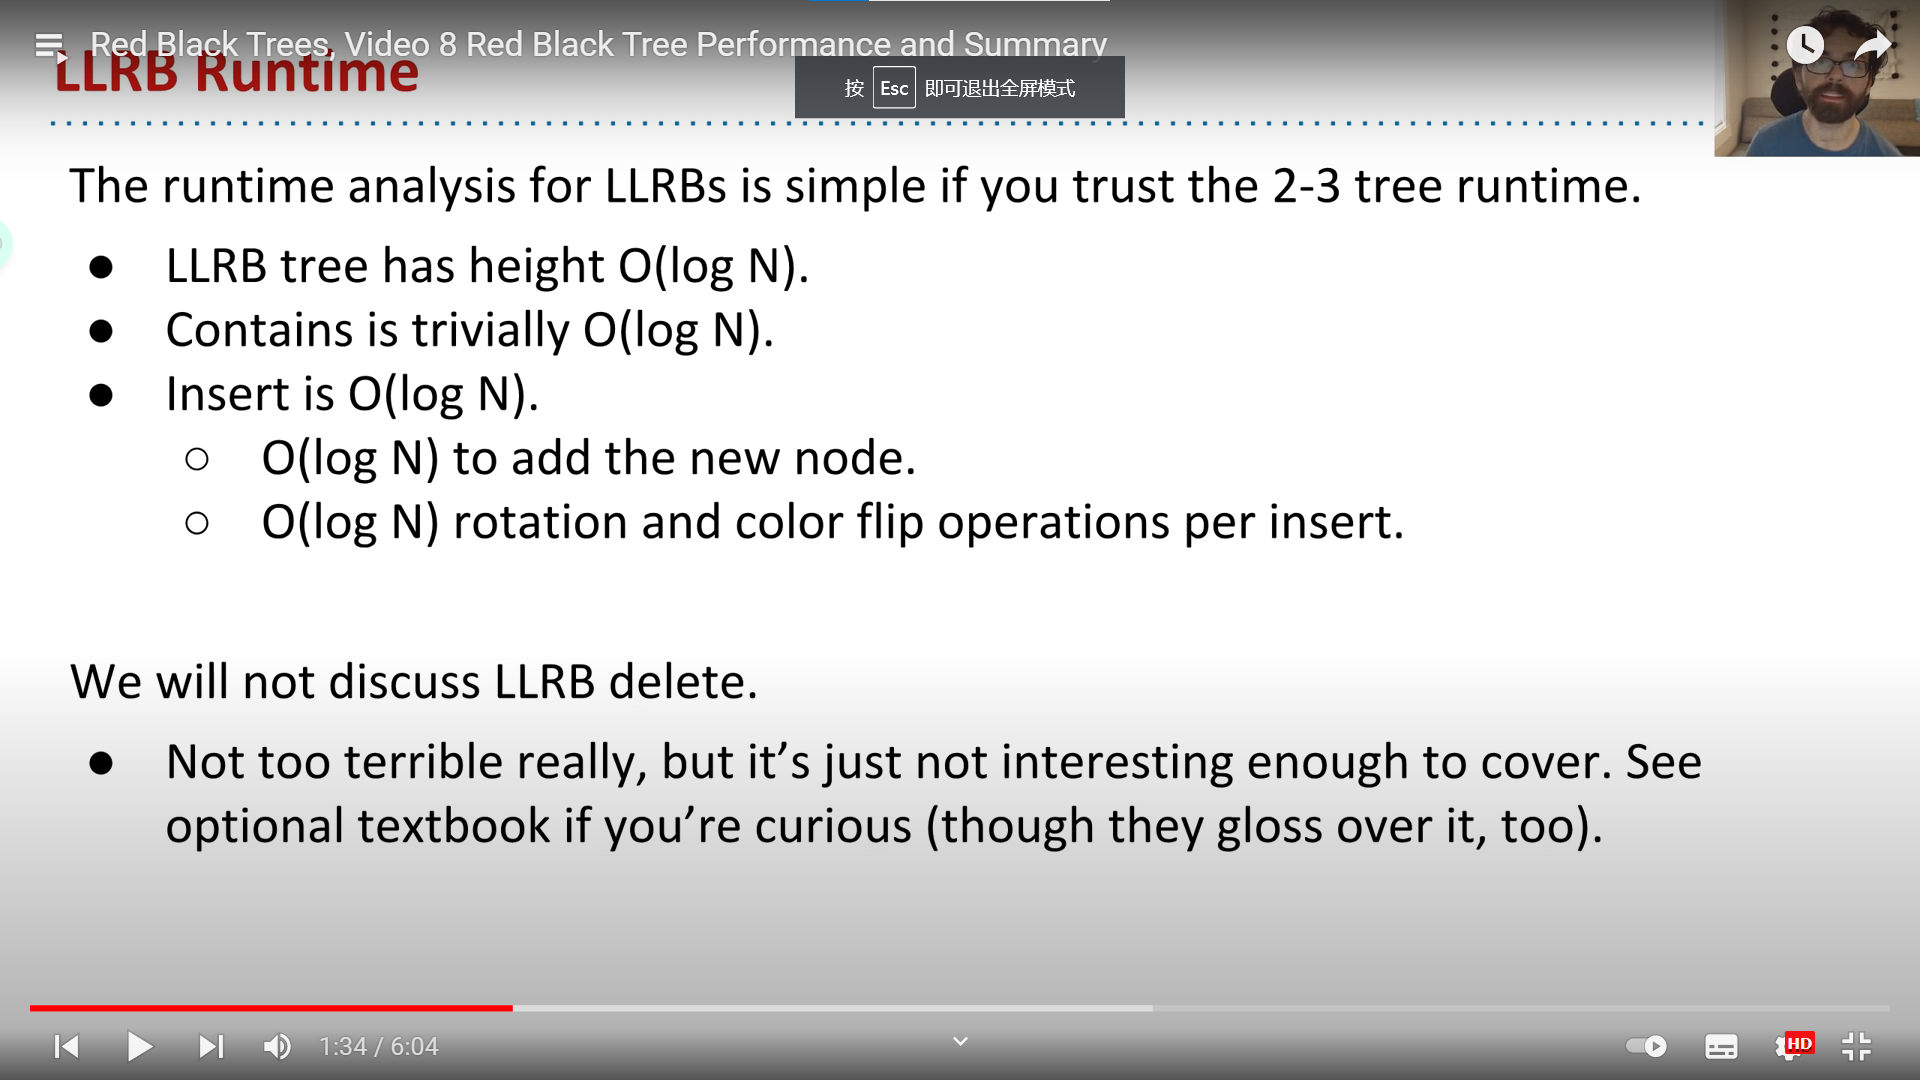 Red Black Trees, Video 8 Red Black Tree Performance and Summary
LLRB Runtime
按 Esc 即可退出全屏模式
The runtime analysis for LLRBs is simple if you trust the 2-3 tree runtime.
● LLRB tree has height O(log N).
● Contains is trivially O(log N).
● Insert is O(log N).
○ O(log N) to add the new node.
○ O(log N) rotation and color flip operations per insert.
We will not discuss LLRB delete.
● Not too terrible really, but it’s just not interesting enough to cover. See
optional textbook if you’re curious (though they gloss over it, too).
1:34 / 6:04
HD